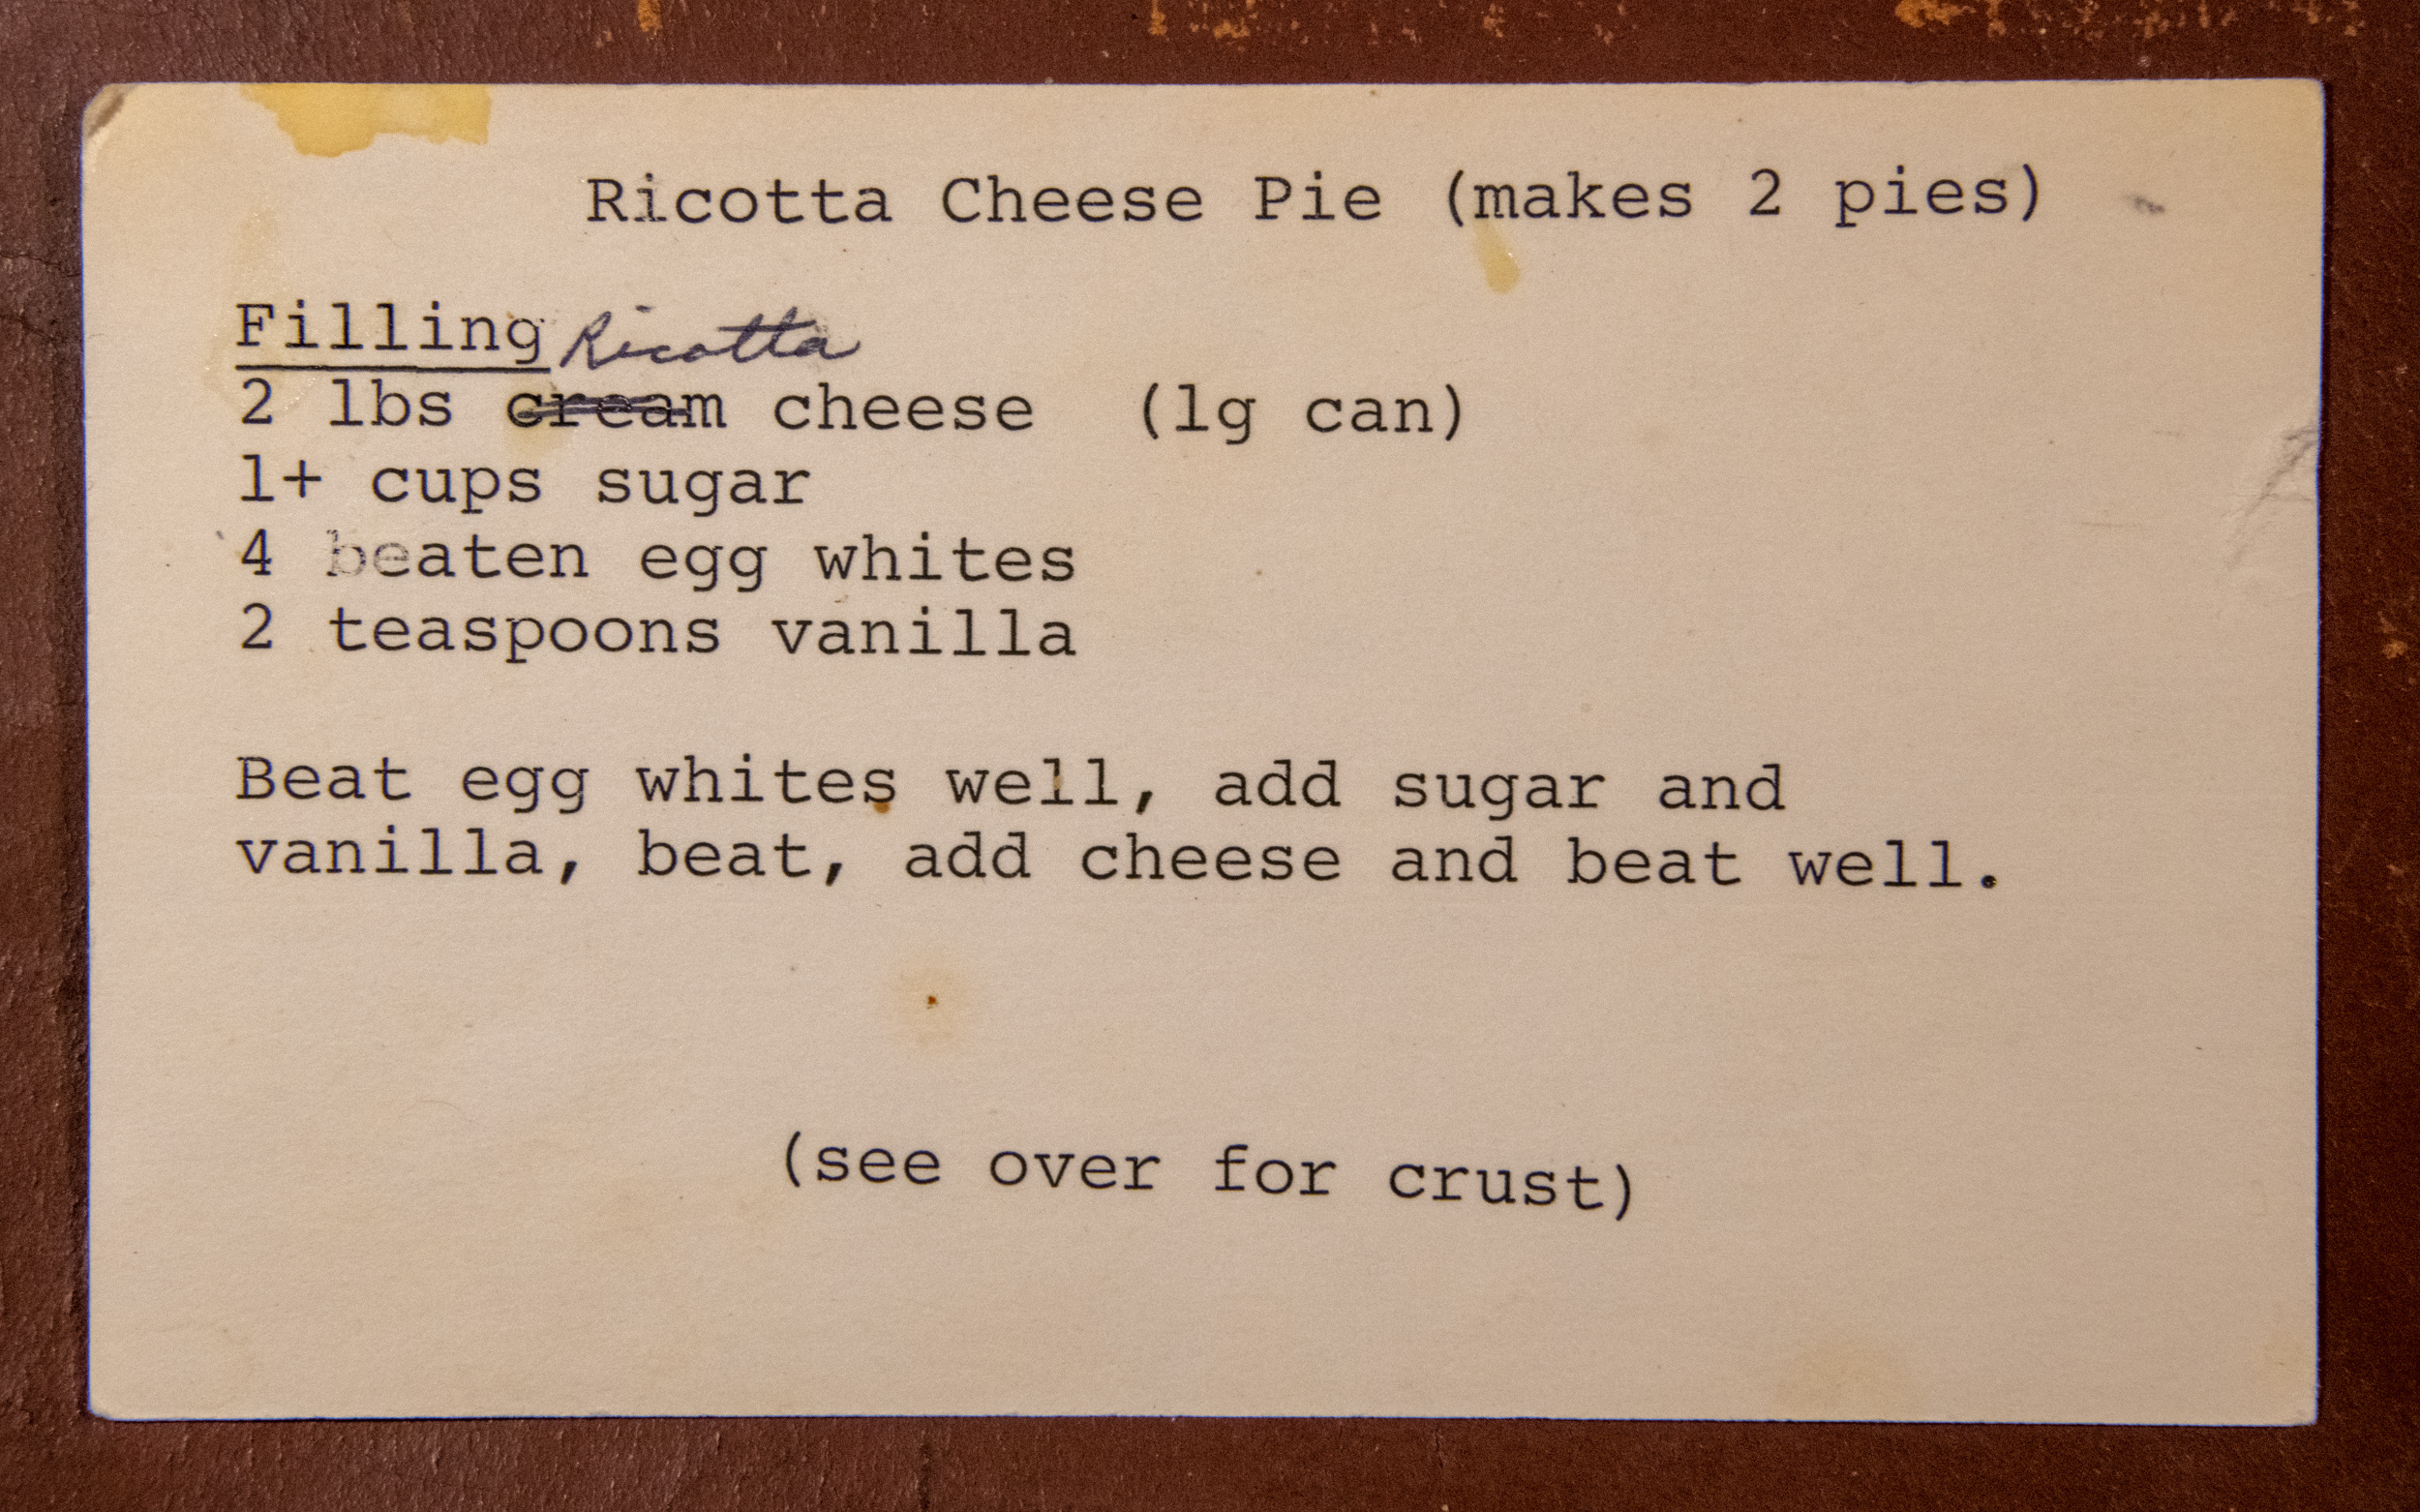 Ricotta Cheese Pie (makes 2 pies)
Filling
Ricotta
2 lbs cream cheese (lg can)
1+ cups sugar
4 beaten egg whites
2 teaspoons vanilla
Beat egg whites well, add sugar and
vanilla, beat, add cheese and beat well.
(see over for crust)